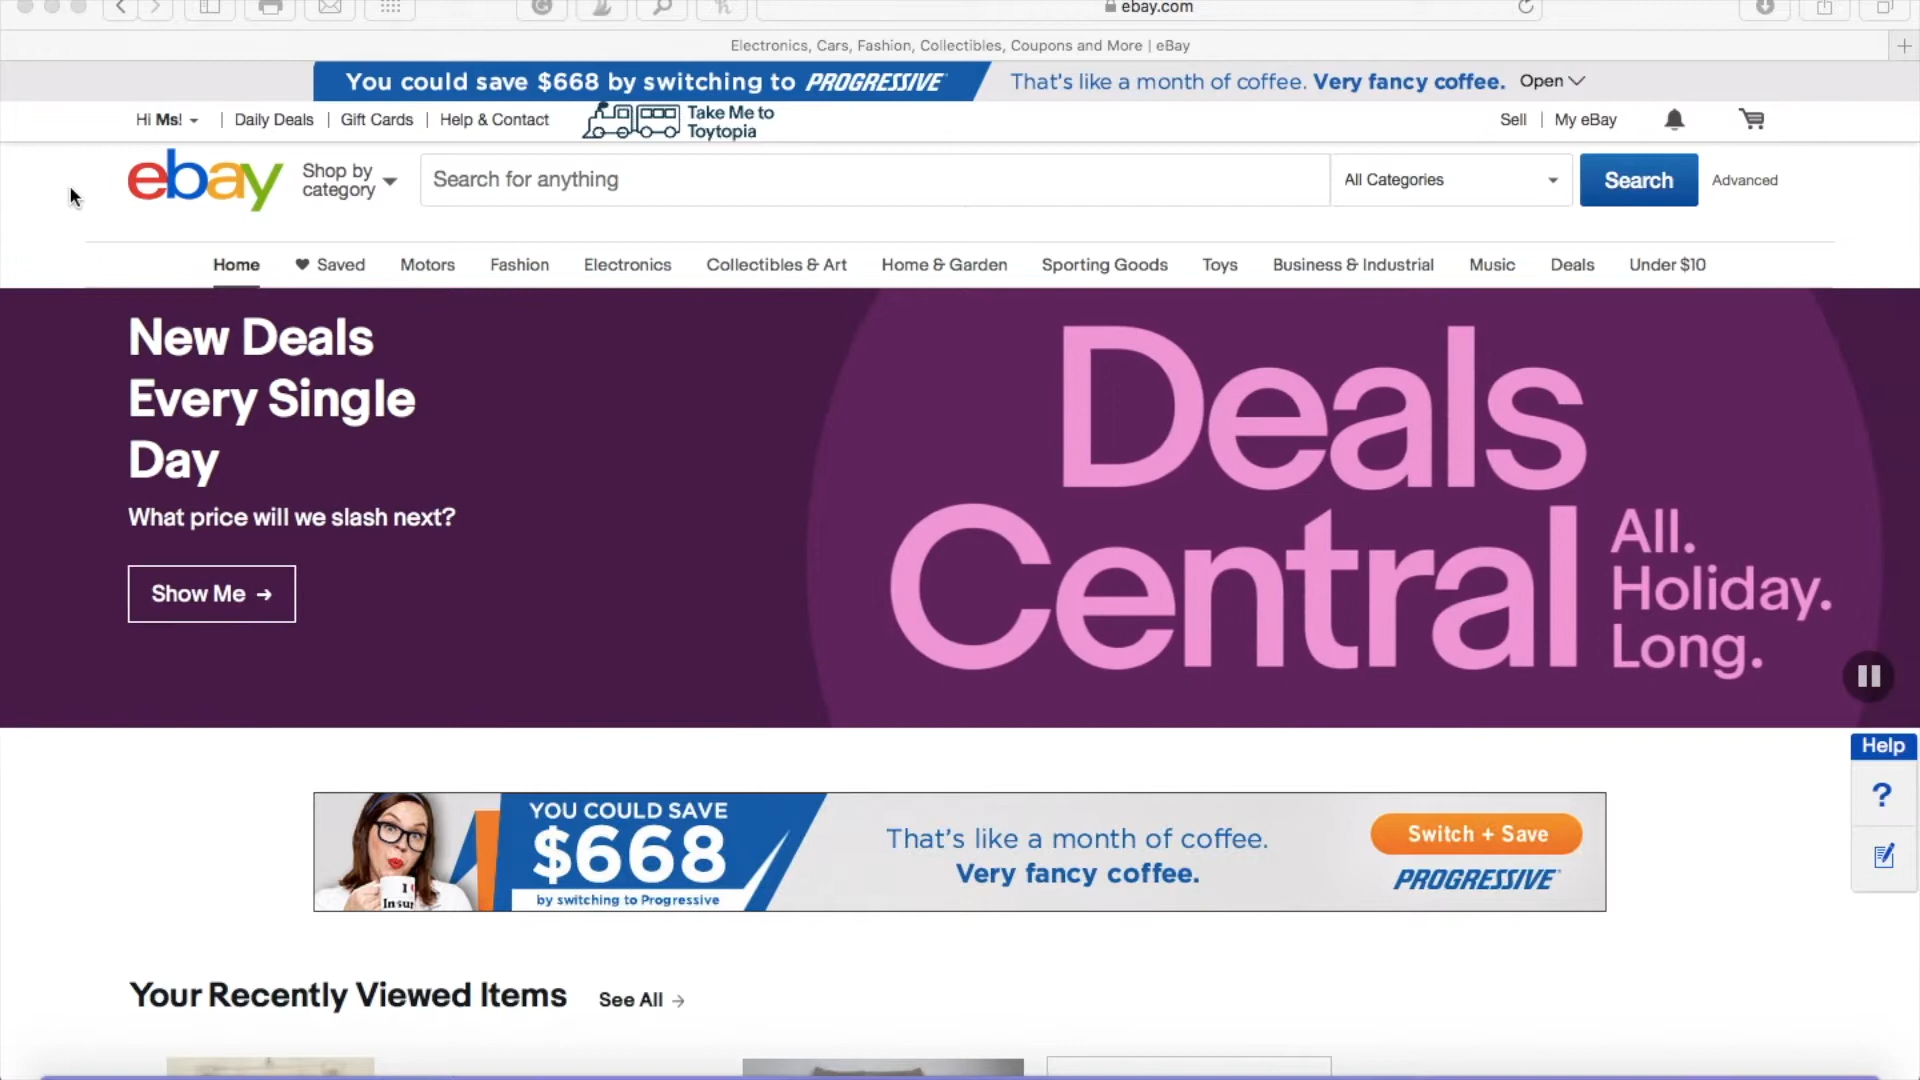 ebay.com
Electronics, Cars, Fashion, Collectibles, Coupons and More | eBay
You could save $668 by switching to PROGRESSIVE That's like a month of coffee. Very fancy coffee. Open
Hi Ms! Daily Deals Gift Cards Help & Contact Take Me to Toytopia Sell My eBay
ebay Shop by category Search for anything All Categories Search Advanced
Home Saved Motors Fashion Electronics Collectibles & Art Home & Garden Sporting Goods Toys Business & Industrial Music Deals Under $10
New Deals
Every Single
Day
What price will we slash next?
Show Me →
Deals
Central
All.
Holiday.
Long.
Help
?
YOU COULD SAVE
$668
by switching to Progressive
That's like a month of coffee.
Very fancy coffee.
Switch + Save
PROGRESSIVE
Your Recently Viewed Items See All →